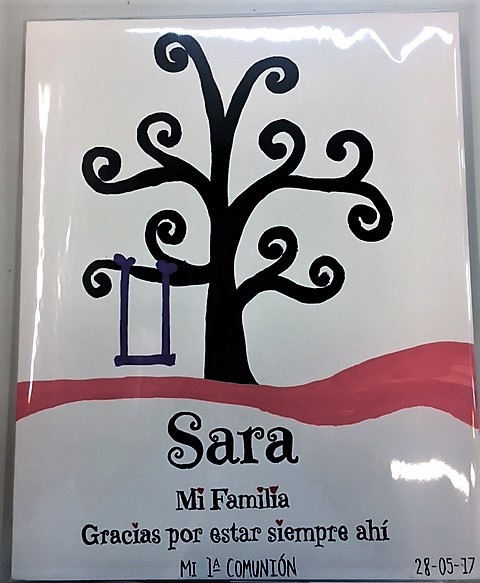 Sara
Mi Familia
Gracias por estar siempre ahí
MI 1ª COMUNIÓN
28-05-17